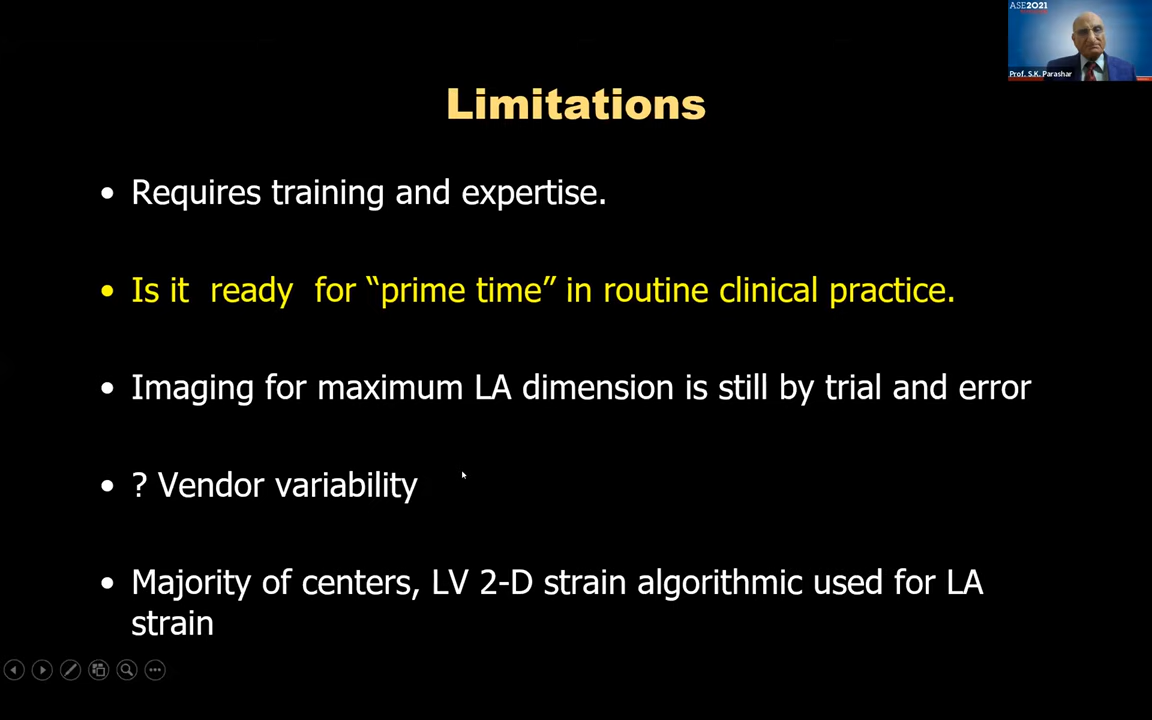 ASE2021
Limitations
• Requires training and expertise.
• Is it ready for “prime time” in routine clinical practice.
• Imaging for maximum LA dimension is still by trial and error
• ? Vendor variability
• Majority of centers, LV 2-D strain algorithmic used for LA
strain
Prof. S.K. Parashar